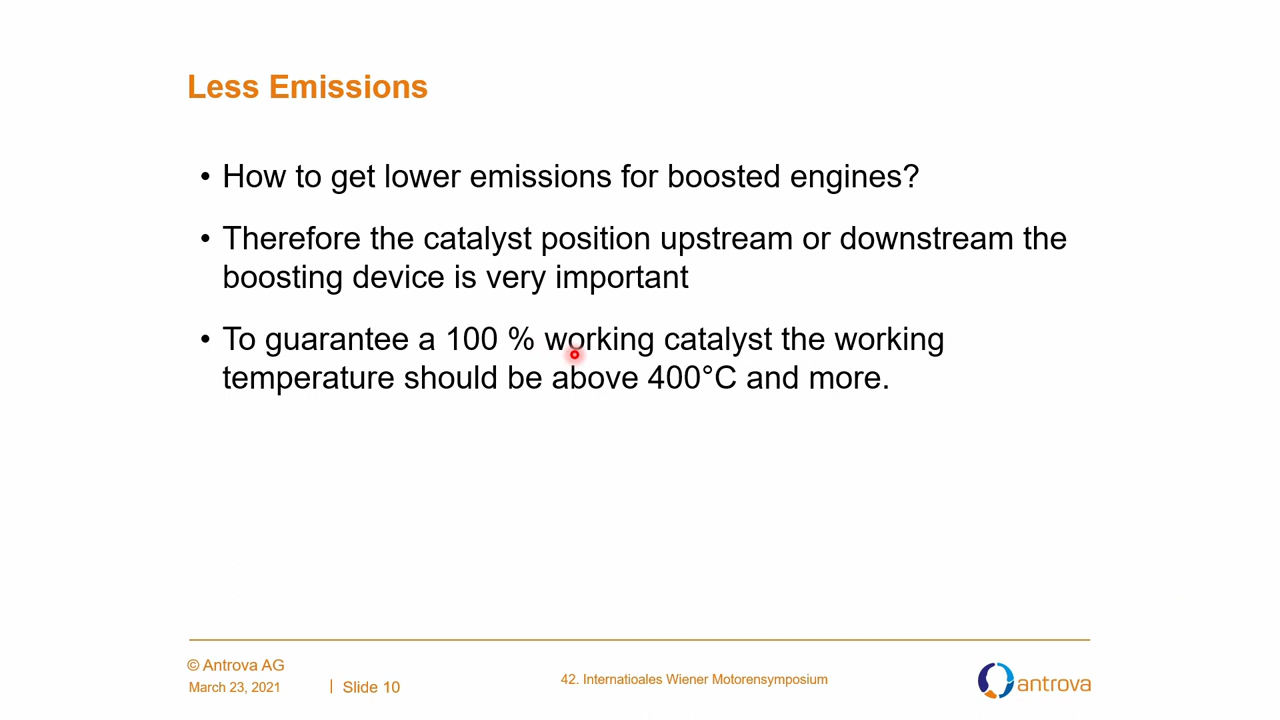 Less Emissions
• How to get lower emissions for boosted engines?
• Therefore the catalyst position upstream or downstream the
boosting device is very important
• To guarantee a 100 % working catalyst the working
temperature should be above 400°C and more.
© Antrova AG
March 23, 2021 | Slide 10
42. Internatioales Wiener Motorensymposium
antrova